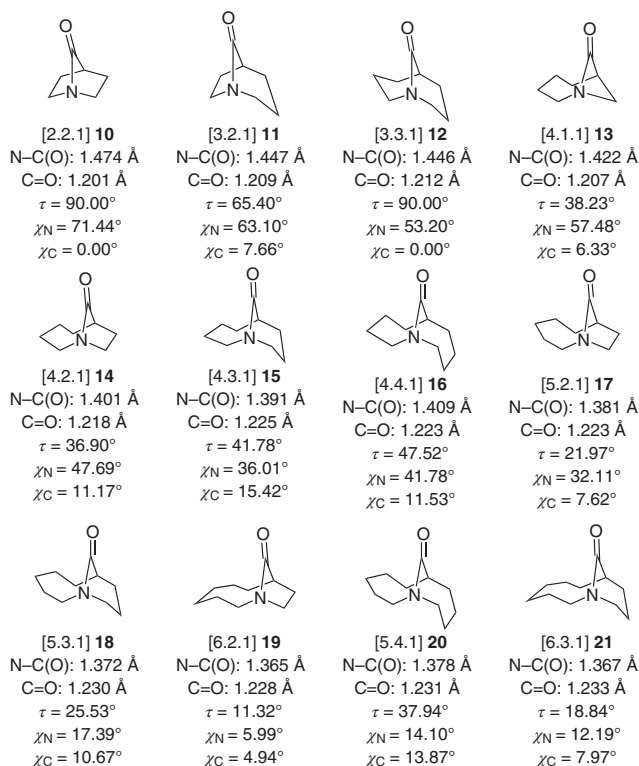 O
N
[2.2.1] 10
N–C(O): 1.474 Å
C=O: 1.201 Å
τ = 90.00°
χN = 71.44°
χC = 0.00°
O
N
[3.2.1] 11
N–C(O): 1.447 Å
C=O: 1.209 Å
τ = 65.40°
χN = 63.10°
χC = 7.66°
O
N
[3.3.1] 12
N–C(O): 1.446 Å
C=O: 1.212 Å
τ = 90.00°
χN = 53.20°
χC = 0.00°
O
N
[4.1.1] 13
N–C(O): 1.422 Å
C=O: 1.207 Å
τ = 38.23°
χN = 57.48°
χC = 6.33°
O
N
[4.2.1] 14
N–C(O): 1.401 Å
C=O: 1.218 Å
τ = 36.90°
χN = 47.69°
χC = 11.17°
O
N
[4.3.1] 15
N–C(O): 1.391 Å
C=O: 1.225 Å
τ = 41.78°
χN = 36.01°
χC = 15.42°
O
N
[4.4.1] 16
N–C(O): 1.409 Å
C=O: 1.223 Å
τ = 47.52°
χN = 41.78°
χC = 11.53°
O
N
[5.2.1] 17
N–C(O): 1.381 Å
C=O: 1.223 Å
τ = 21.97°
χN = 32.11°
χC = 7.62°
O
N
[5.3.1] 18
N–C(O): 1.372 Å
C=O: 1.230 Å
τ = 25.53°
χN = 17.39°
χC = 10.67°
O
N
[6.2.1] 19
N–C(O): 1.365 Å
C=O: 1.228 Å
τ = 11.32°
χN = 5.99°
χC = 4.94°
O
N
[5.4.1] 20
N–C(O): 1.378 Å
C=O: 1.231 Å
τ = 37.94°
χN = 14.10°
χC = 13.87°
O
N
[6.3.1] 21
N–C(O): 1.367 Å
C=O: 1.233 Å
τ = 18.84°
χN = 12.19°
χC = 7.97°